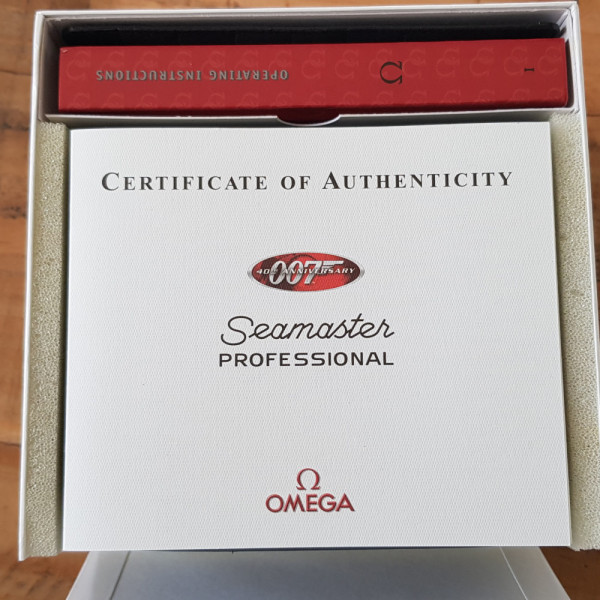 OPERATING INSTRUCTIONS Ω I
CERTIFICATE OF AUTHENTICITY
007
40TH ANNIVERSARY
Seamaster
PROFESSIONAL
Ω
OMEGA